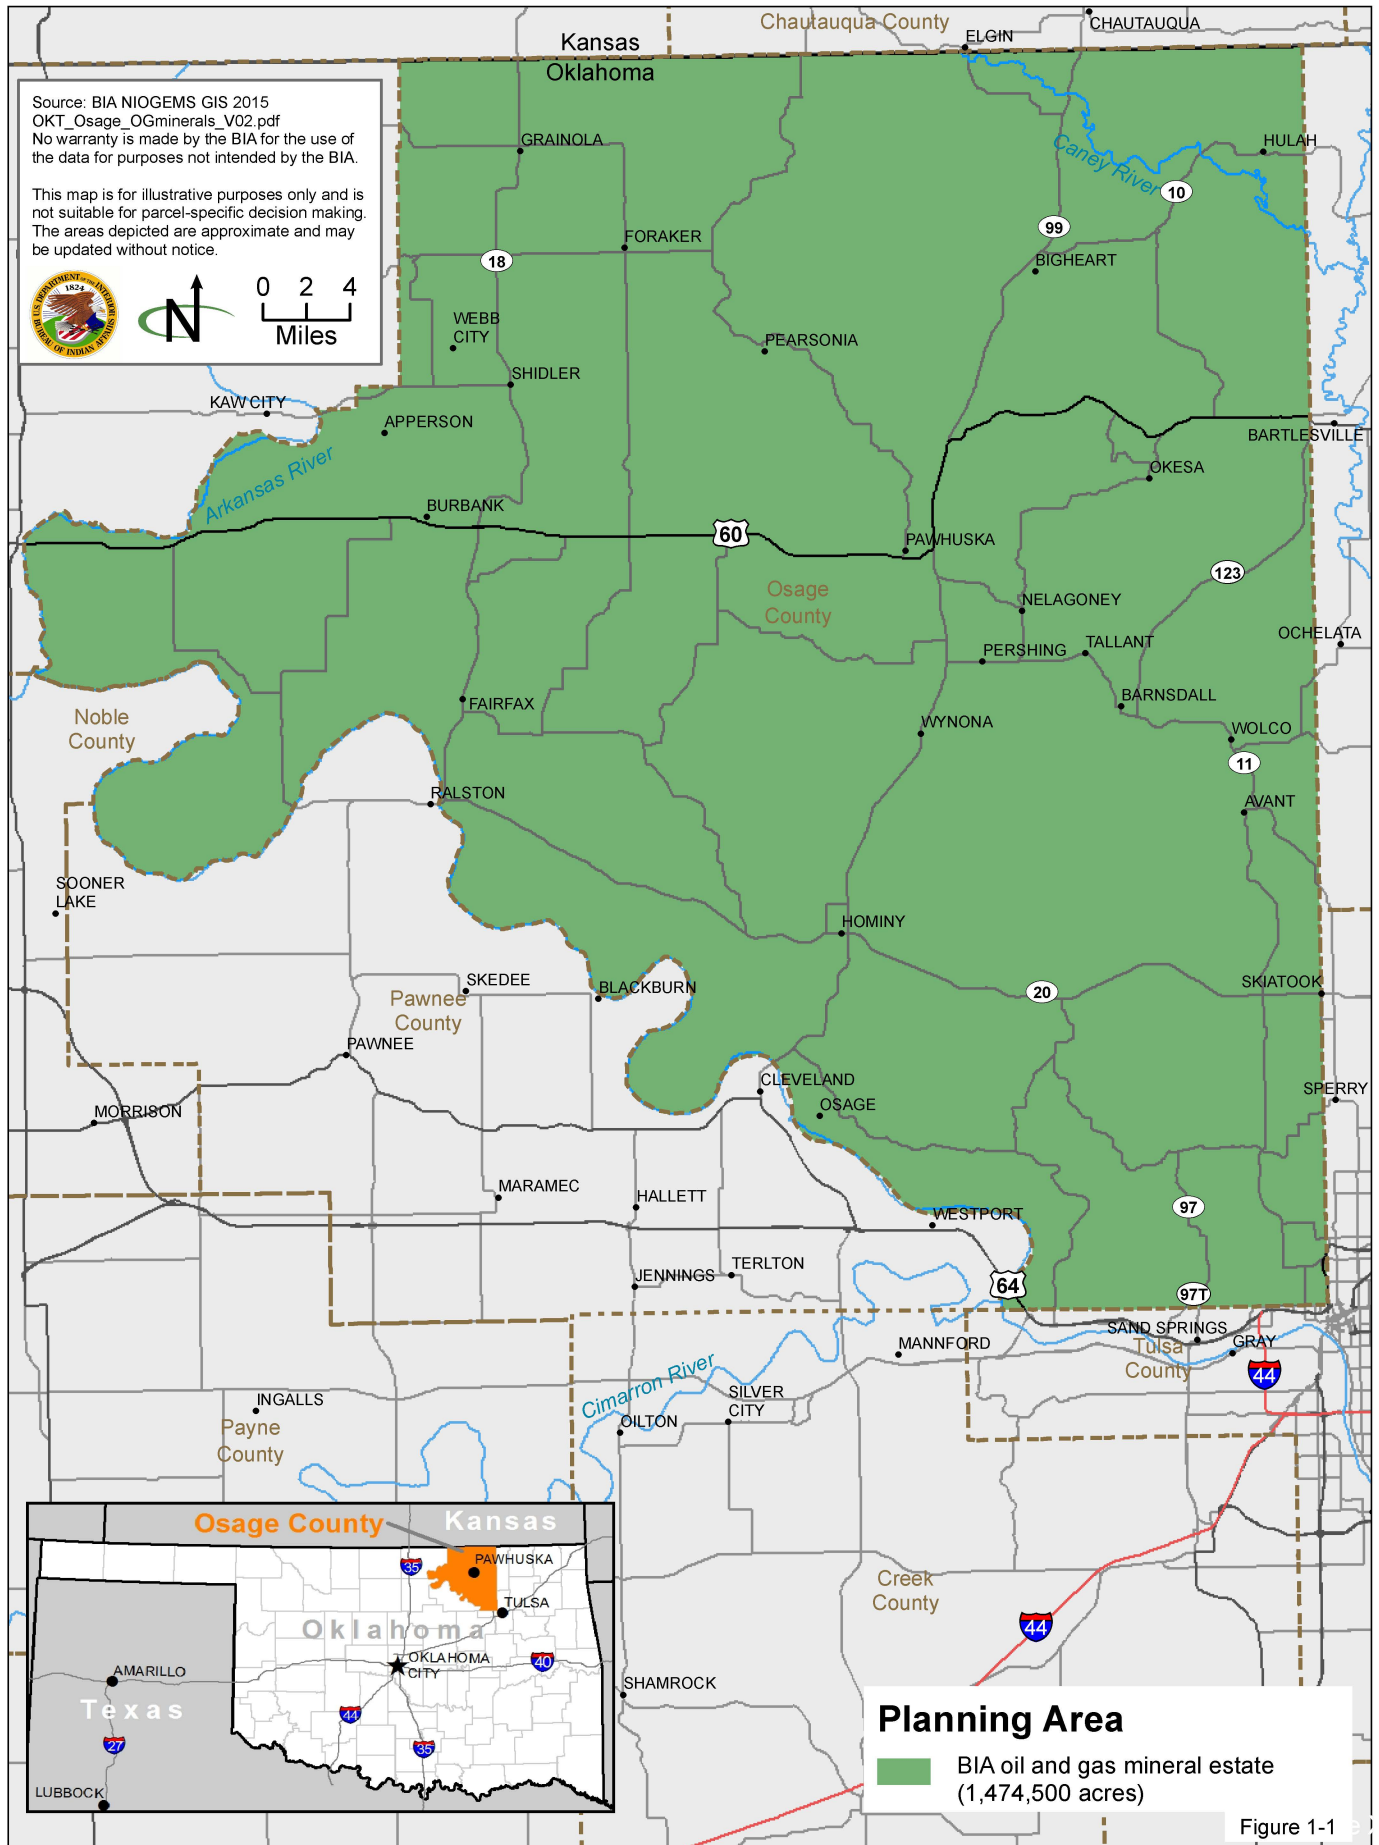 Chautauqua County
CHAUTAUQUA
ELGIN
Kansas
Oklahoma
Source: BIA NIOGEMS GIS 2015
OKT_Osage_OGminerals_V02.pdf
No warranty is made by the BIA for the use of
the data for purposes not intended by the BIA.
This map is for illustrative purposes only and is
not suitable for parcel-specific decision making.
The areas depicted are approximate and may
be updated without notice.
U.S. DEPARTMENT OF THE INTERIOR
1824
BUREAU OF INDIAN AFFAIRS
N
0 2 4
Miles
GRAINOLA
HULAH
Caney River
10
99
FORAKER
18
BIGHEART
WEBB
CITY
PEARSONIA
SHIDLER
KAW CITY
APPERSON
BARTLESVILLE
Arkansas River
OKESA
BURBANK
60
PAWHUSKA
123
Osage
County
NELAGONEY
OCHELATA
TALLANT
PERSHING
BARNSDALL
FAIRFAX
Noble
County
WYNONA
WOLCO
11
RALSTON
AVANT
SOONER
LAKE
HOMINY
SKEDEE
BLACKBURN
20
SKIATOOK
Pawnee
County
PAWNEE
CLEVELAND
SPERRY
OSAGE
MORRISON
MARAMEC
HALLETT
97
WESTPORT
TERLTON
JENNINGS
64
97T
SAND SPRINGS
MANNFORD
GRAY
Tulsa
County
44
Cimarron River
SILVER
CITY
INGALLS
OILTON
Payne
County
Osage County
Kansas
35
PAWHUSKA
TULSA
Oklahoma
OKLAHOMA
CITY
40
AMARILLO
Texas
44
27
35
LUBBOCK
Creek
County
44
SHAMROCK
Planning Area
BIA oil and gas mineral estate
(1,474,500 acres)
Figure 1-1